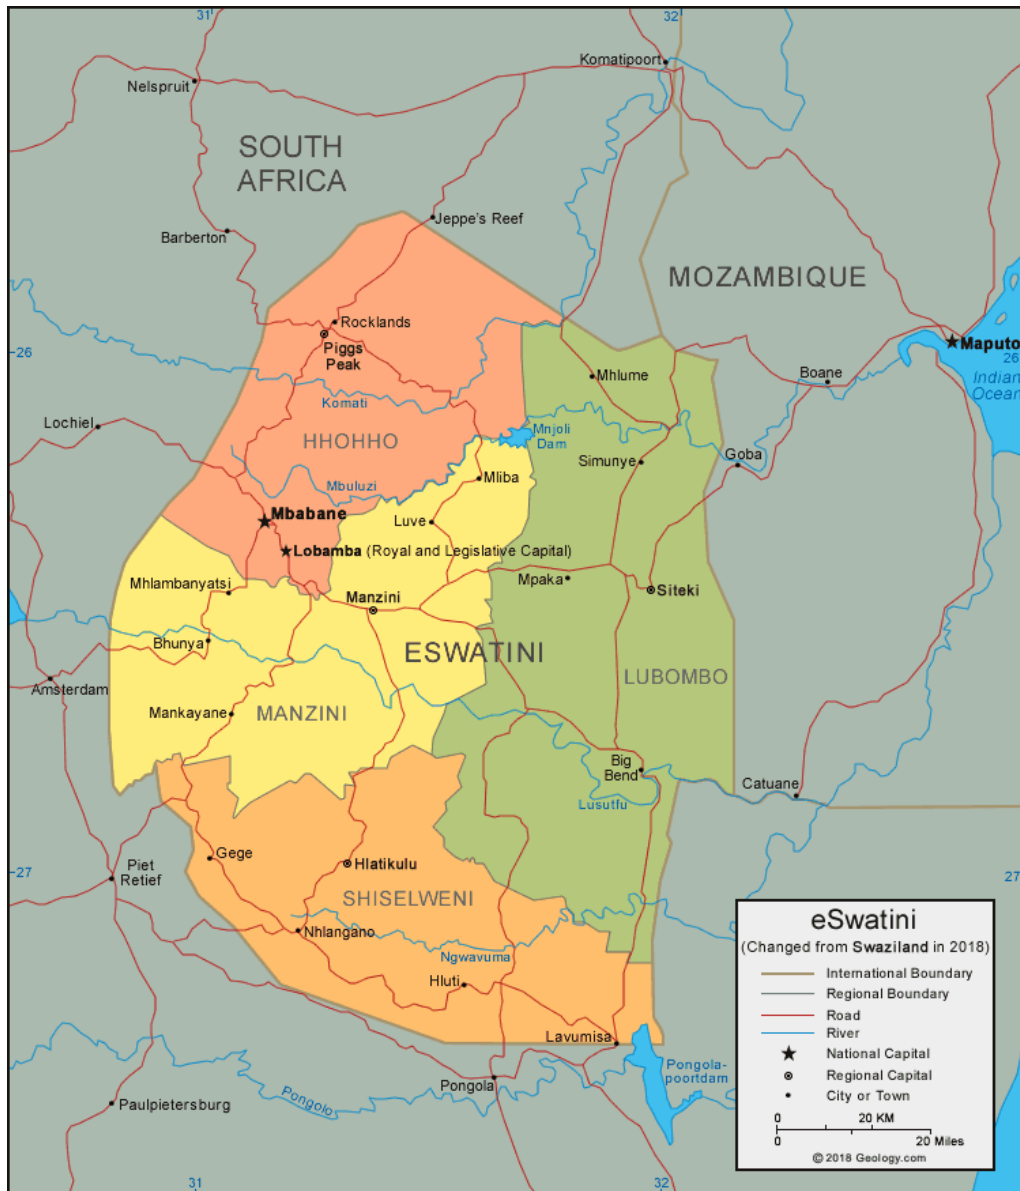 31
32
Komatipoort
Nelspruit
SOUTH
AFRICA
Jeppe's Reef
Barberton
MOZAMBIQUE
Rocklands
Piggs
Peak
Maputo
26
26
Indian
Ocean
Boane
Mhlume
Komati
Lochiel
HHOHHO
Mnjoli
Dam
Goba
Simunye
Mbuluzi
Mliba
Mbabane
Luve
Lobamba (Royal and Legislative Capital)
Mhlambanyatsi
Mpaka
Manzini
Siteki
Bhunya
ESWATINI
LUBOMBO
Amsterdam
Mankayane
MANZINI
Big
Bend
Catuane
Lusutfu
Gege
Hlatikulu
Piet
Retief
27
27
SHISELWENI
Nhlangano
Ngwavuma
Hluti
Lavumisa
Pongola-
poortdam
Pongola
Pongolo
Paulpietersburg
31
32
eSwatini
(Changed from Swaziland in 2018)
International Boundary
Regional Boundary
Road
River
National Capital
Regional Capital
City or Town
0 20 KM
0 20 Miles
© 2018 Geology.com